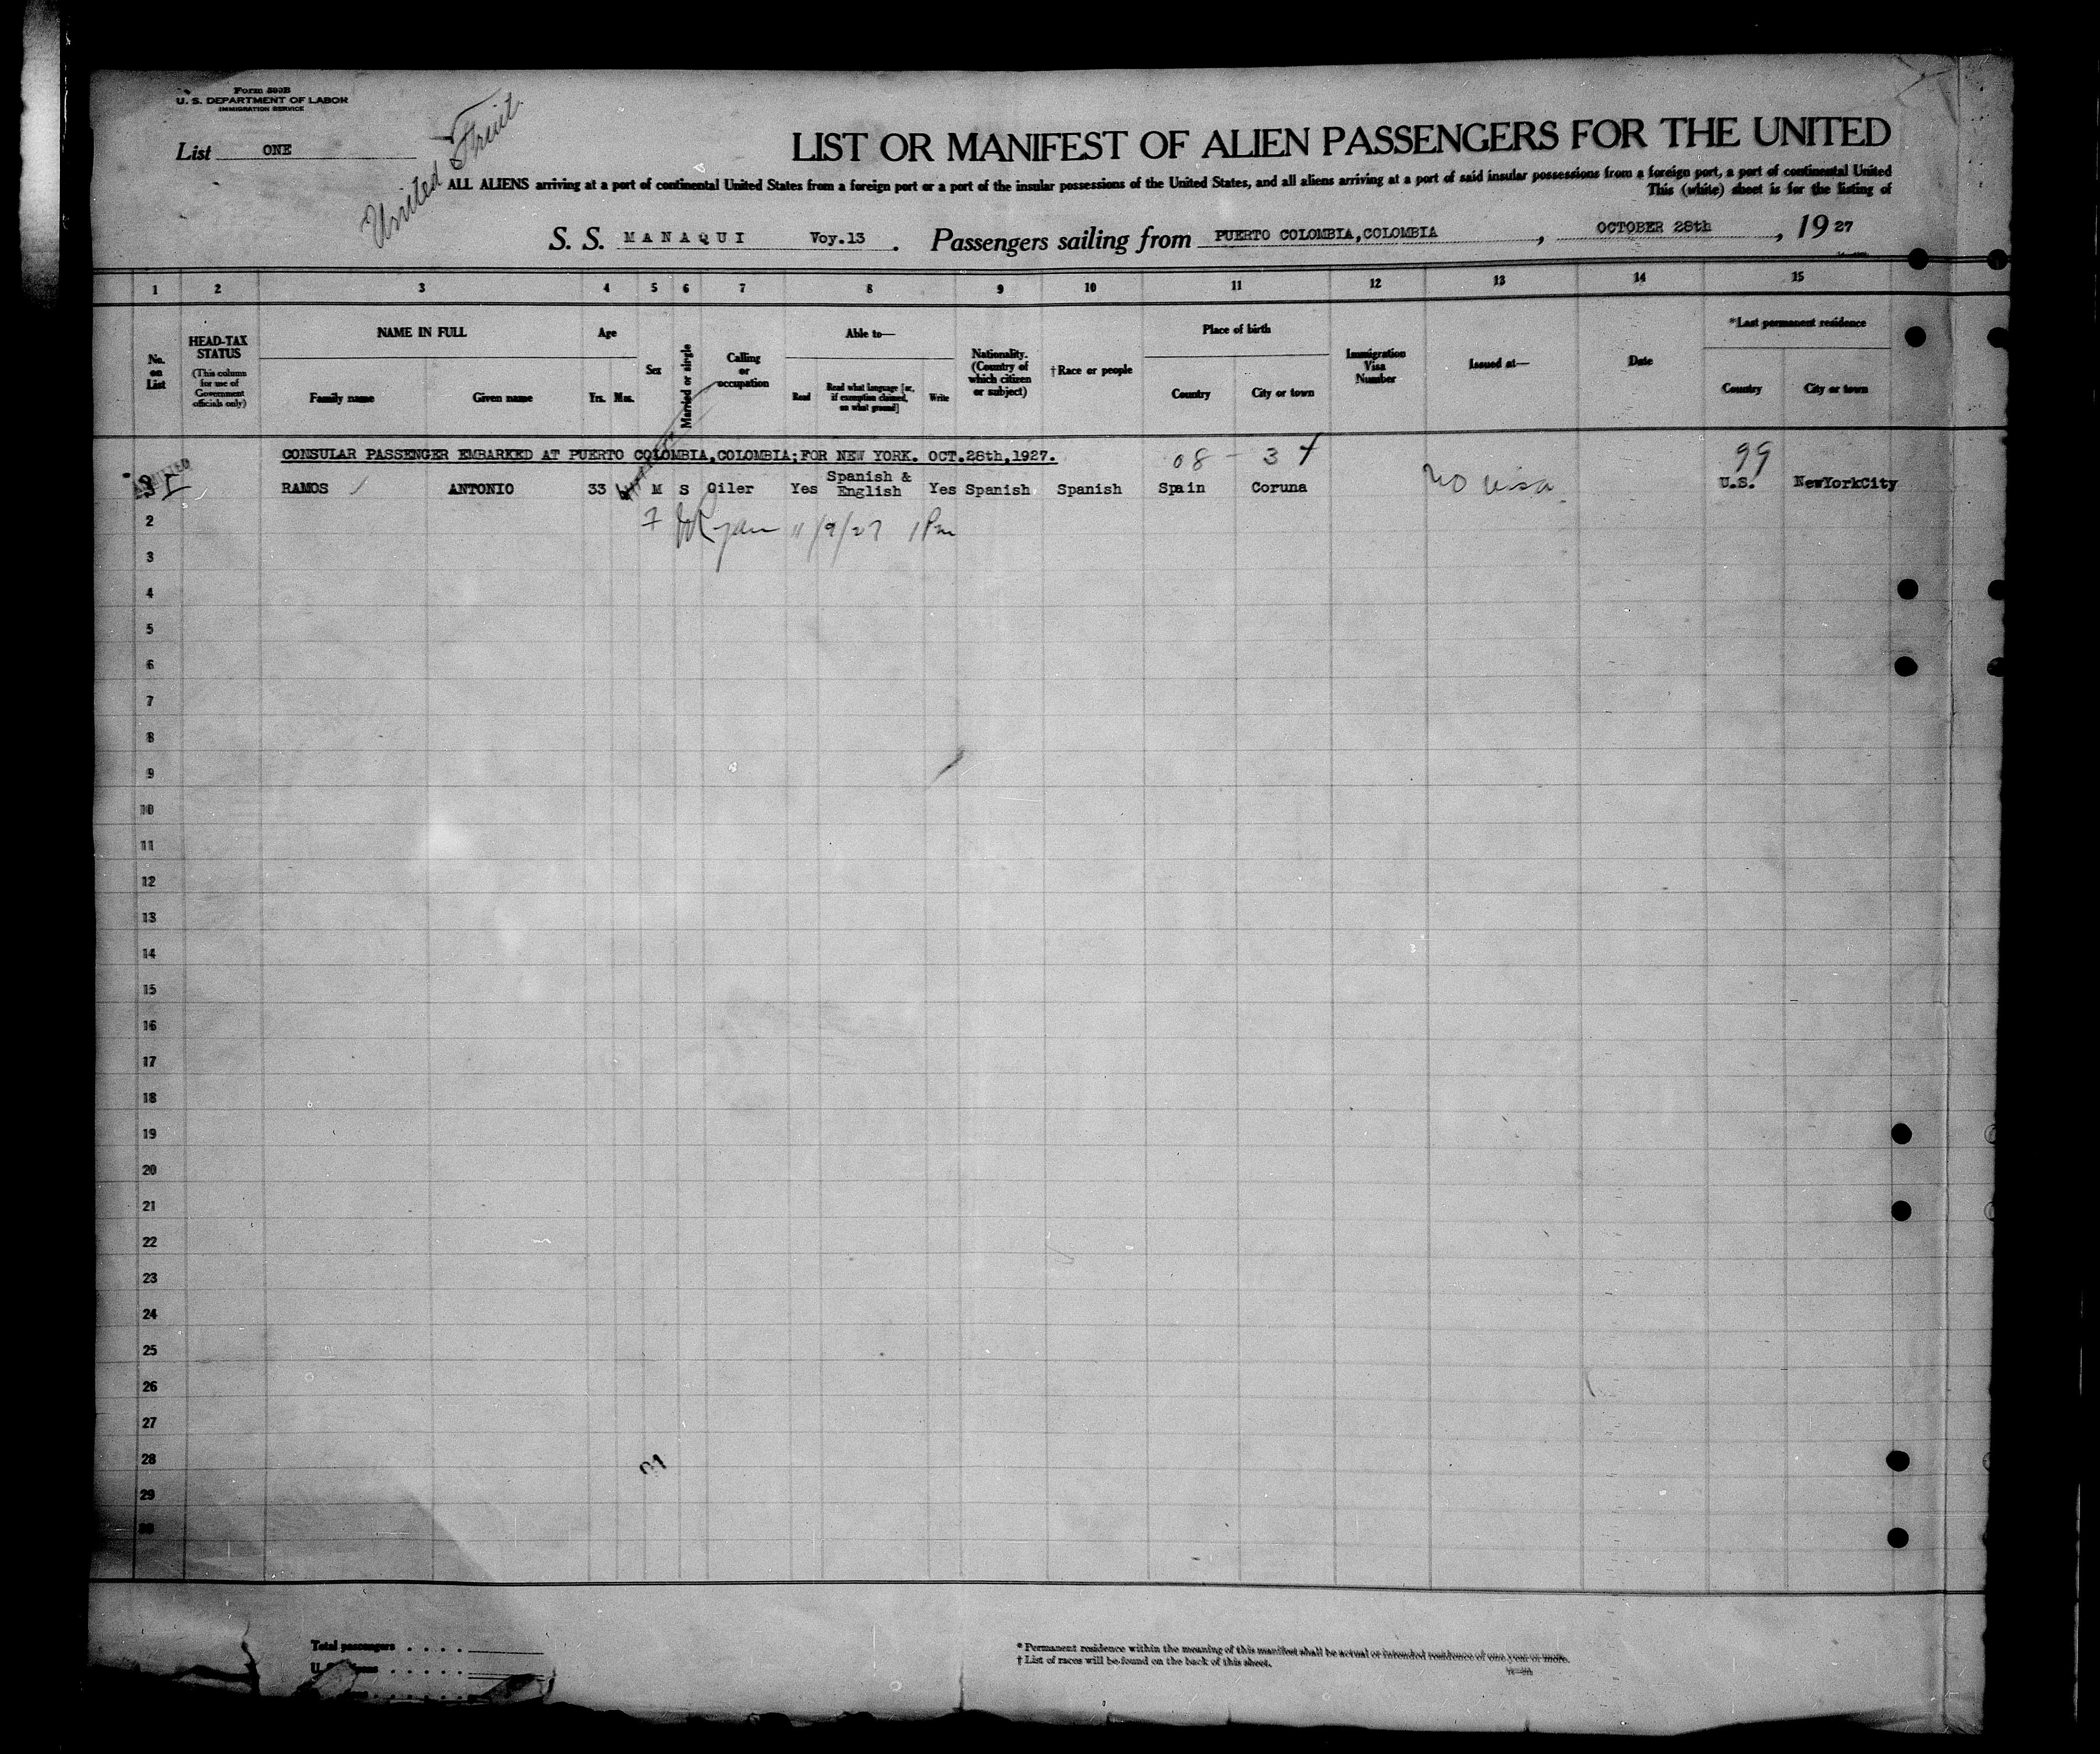 Form 500B
U. S. DEPARTMENT OF LABOR
IMMIGRATION SERVICE
List ONE
United Fruit
LIST OR MANIFEST OF ALIEN PASSENGERS FOR THE UNITED
ALL ALIENS arriving at a port of continental United States from a foreign port or a port of the insular possessions of the United States, and all aliens arriving at a port of said insular possessions from a foreign port, a part of continental United
This (white) sheet is for the listing of
S. S. MANAQUI Voy.13. Passengers sailing from PUERTO COLOMBIA,COLOMBIA, OCTOBER 28th, 1927
1 2 3 4 5 6 7 8 9 10 11 12 13 14 15
No. on List
HEAD-TAX STATUS
(This column for use of Government officials only)
NAME IN FULL
Family name Given name
Age
Yrs. Mos.
Sex
Married or single
Calling or occupation
Able to—
Read Read what language [or, if exemption claimed, on what ground] Write
Nationality. (Country of which citizen or subject)
†Race or people
Place of birth
Country City or town
Immigration Visa Number
Issued at—
Date
*Last permanent residence
Country City or town
CONSULAR PASSENGER EMBARKED AT PUERTO COLOMBIA,COLOMBIA;FOR NEW YORK. OCT.28th,1927.
08 - 34 99
ADMITTED
RAMOS ANTONIO 33 M S Oiler Yes Spanish & English Yes Spanish Spanish Spain Coruna no visa U.S. NewYorkCity
2 11/9/27 1 Pm
3
4
5
6
7
8
9
10
11
12
13
14
15
16
17
18
19
20
21
22
23
24
25
26
27
28
29
30
Total passengers
*Permanent residence within the meaning of this manifest shall be actual or intended residence of one year or more.
†List of races will be found on the back of this sheet.